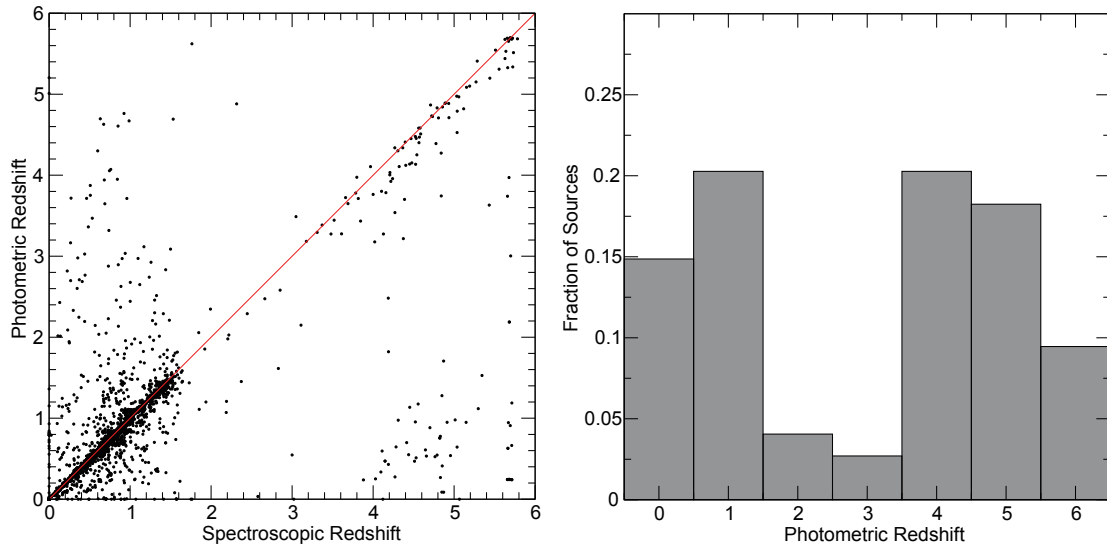 6
5
4
3
2
1
0
Photometric Redshift
0 1 2 3 4 5 6
Spectroscopic Redshift
0.25
0.2
0.15
0.1
0.05
0
Fraction of Sources
0 1 2 3 4 5 6
Photometric Redshift